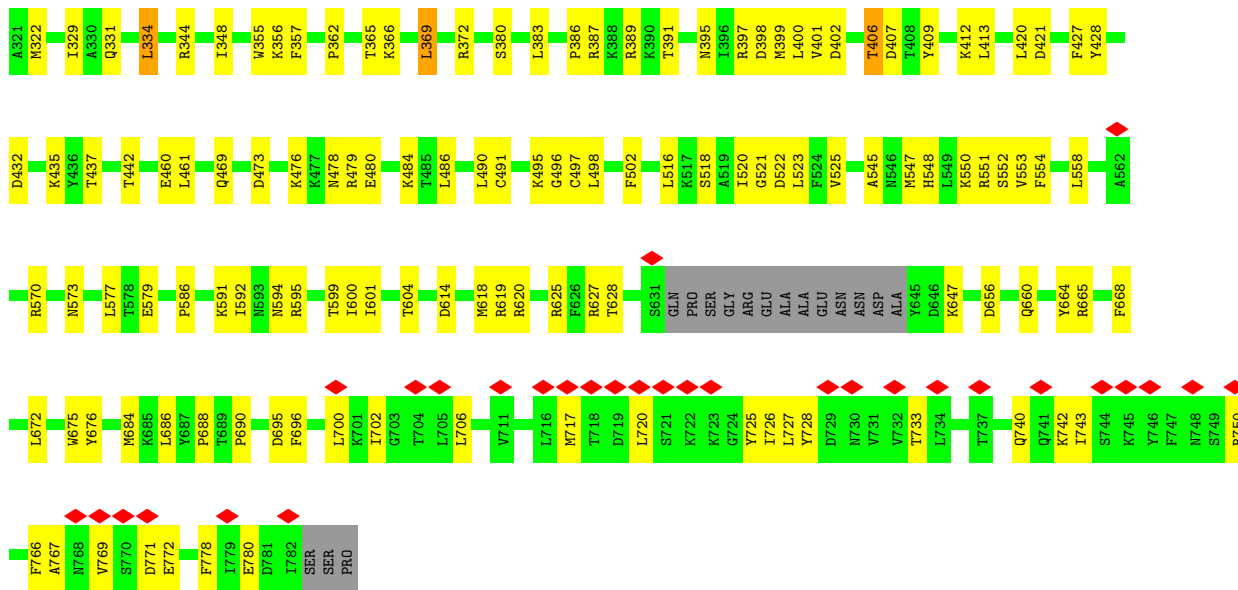 A321 M322 I329 A330 Q331 L334 R344 I348 W355 K356 F357 P362 T365 K366 L369 R372 S380 L383 P386 R387 K388 R389 K390 T391 N395 I396 R397 D398 M399 L400 V401 D402 T406 D407 T408 Y409 K412 L413 L420 D421 F427 Y428
D432 K435 Y436 T437 T442 E460 L461 Q469 D473 K476 K477 N478 R479 E480 K484 T485 L486 L490 C491 K495 G496 C497 L498 F502 L516 K517 S518 A519 I520 G521 D522 L523 F524 V525 A545 N546 M547 H548 L549 K550 R551 S552 V553 F554 L558 A562
R570 N573 L577 T578 E579 P586 K591 I592 N593 N594 R595 T599 I600 I601 T604 D614 M618 R619 R620 R625 F626 R627 T628 S631 GLN PRO SER GLY ARG GLU ALA ALA GLU ASN ASN ASP ALA Y645 D646 K647 D656 Q660 Y664 R665 F668
L672 W675 Y676 M684 K685 L686 Y687 P688 T689 P690 D695 F696 L700 K701 I702 G703 T704 L705 L706 V711 L716 M717 T718 D719 L720 S721 K722 K723 G724 Y725 I726 L727 Y728 D729 N730 V731 V732 T733 L734 T737 Q740 Q741 K742 I743 S744 K745 Y746 F747 N748 S749
F766 A767 N768 V769 S770 D771 E772 F778 I779 E780 D781 I782 SER SER PRO